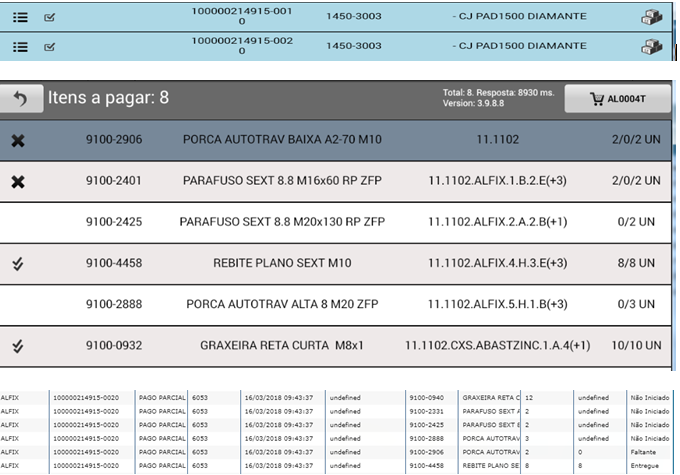 100000214915-001
0 1450-3003 - CJ PAD1500 DIAMANTE
100000214915-002
0 1450-3003 - CJ PAD1500 DIAMANTE
Itens a pagar: 8 Total: 8. Resposta: 8930 ms.
Version: 3.9.8.8 AL0004T
9100-2906 PORCA AUTOTRAV BAIXA A2-70 M10 11.1102 2/0/2 UN
9100-2401 PARAFUSO SEXT 8.8 M16x60 RP ZFP 11.1102.ALFIX.1.B.2.E(+3) 2/0/2 UN
9100-2425 PARAFUSO SEXT 8.8 M20x130 RP ZFP 11.1102.ALFIX.2.A.2.B(+1) 0/2 UN
9100-4458 REBITE PLANO SEXT M10 11.1102.ALFIX.4.H.3.E(+3) 8/8 UN
9100-2888 PORCA AUTOTRAV ALTA 8 M20 ZFP 11.1102.ALFIX.5.H.1.B(+3) 0/3 UN
9100-0932 GRAXEIRA RETA CURTA M8x1 11.1102.CXS.ABASTZINC.1.A.4(+1) 10/10 UN
ALFIX 100000214915-0020 PAGO PARCIAL 6053 16/03/2018 09:43:37 undefined 9100-0940 GRAXEIRA RETA C 12 undefined Não Iniciado
ALFIX 100000214915-0020 PAGO PARCIAL 6053 16/03/2018 09:43:37 undefined 9100-2331 PARAFUSO SEXT 2 undefined Não Iniciado
ALFIX 100000214915-0020 PAGO PARCIAL 6053 16/03/2018 09:43:37 undefined 9100-2425 PARAFUSO SEXT 2 undefined Não Iniciado
ALFIX 100000214915-0020 PAGO PARCIAL 6053 16/03/2018 09:43:37 undefined 9100-2888 PORCA AUTOTRAV 3 undefined Não Iniciado
ALFIX 100000214915-0020 PAGO PARCIAL 6053 16/03/2018 09:43:37 undefined 9100-2906 PORCA AUTOTRAV 2 0 Faltante
ALFIX 100000214915-0020 PAGO PARCIAL 6053 16/03/2018 09:43:37 undefined 9100-4458 REBITE PLANO SE 8 8 Entregue